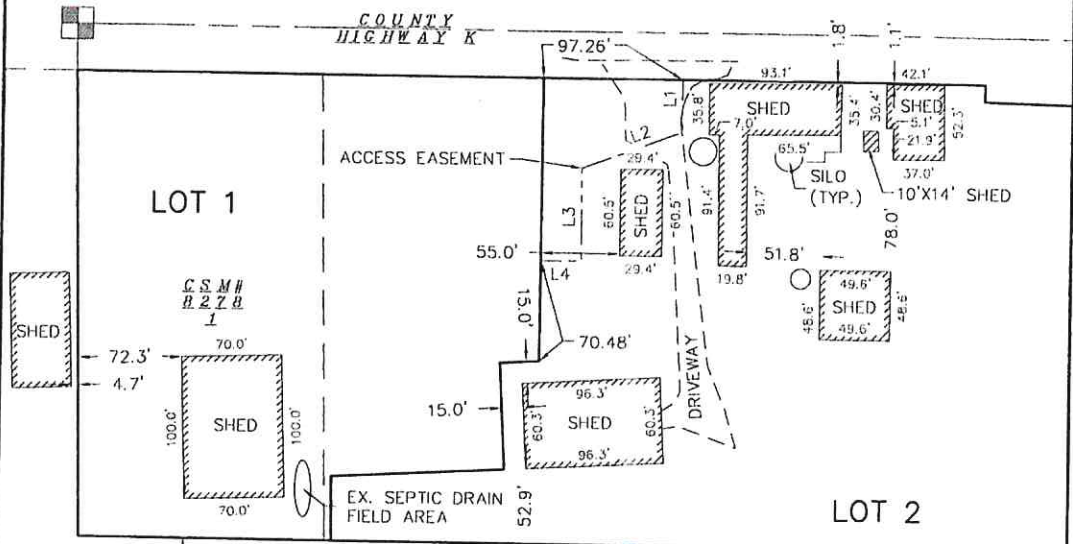 COUNTY
HIGHWAY K
97.26'
1.8'
1.1'
93.1'
42.1'
L1
35.8'
SHED
35.4'
30.4'
SHED
52.3'
L2
7.0'
5.1'
21.9'
ACCESS EASEMENT
29.4'
65.5'
SILO
(TYP.)
37.0'
10'X14' SHED
LOT 1
L3
60.5'
SHED
60.5'
91.4'
91.7'
78.0'
55.0'
L4
29.4'
19.8'
51.8'
CSM#
8278
1
15.0'
49.6'
SHED
48.6'
48.6'
49.6'
SHED
72.3'
70.0'
70.48'
4.7'
DRIVEWAY
15.0'
96.3'
100.0'
SHED
100.0'
60.3'
SHED
60.3'
96.3'
70.0'
EX. SEPTIC DRAIN
FIELD AREA
52.9'
LOT 2